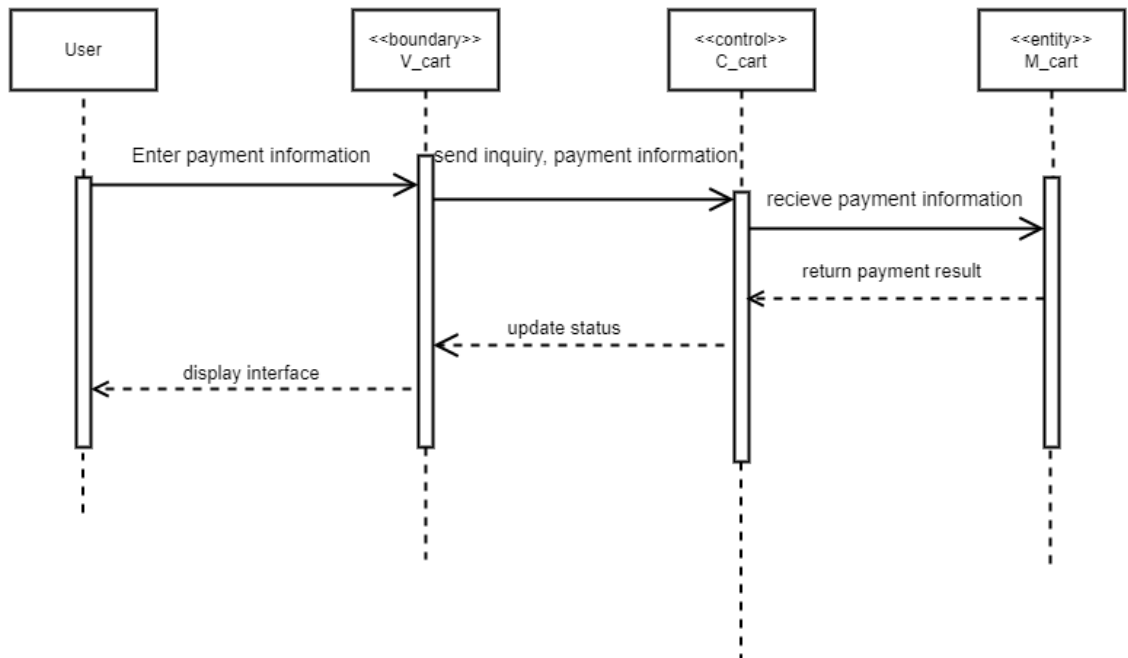 User
<<boundary>>
V_cart
<<control>>
C_cart
<<entity>>
M_cart
Enter payment information
send inquiry, payment information
recieve payment information
return payment result
update status
display interface